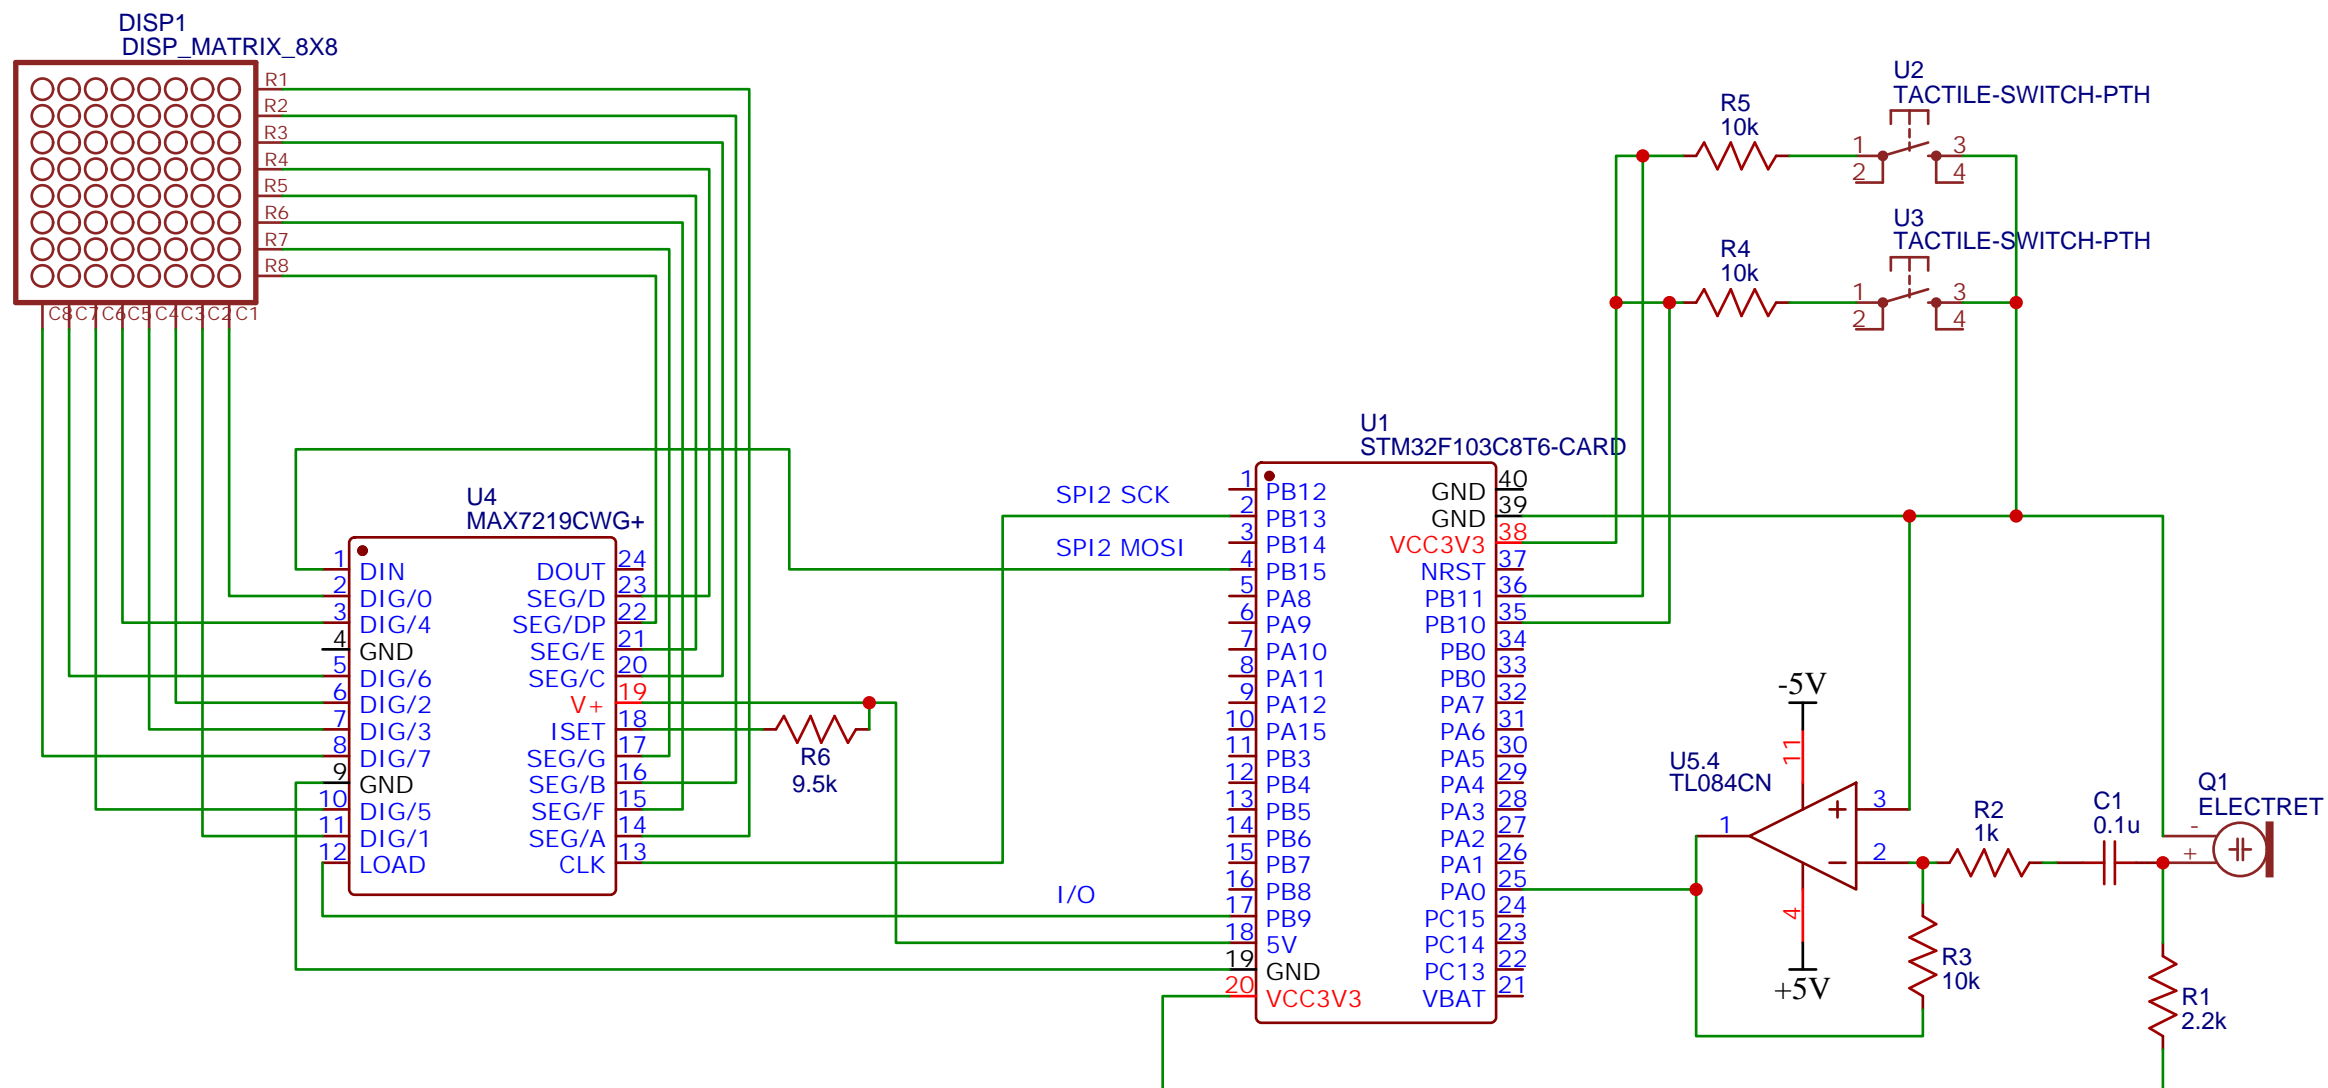 DISP1
DISP_MATRIX_8X8
R1
R2
R3
R4
R5
R6
R7
R8
C8 C7 C6 C5 C4 C3 C2 C1
U4
MAX7219CWG+
1 DIN
2 DIG/0
3 DIG/4
4 GND
5 DIG/6
6 DIG/2
7 DIG/3
8 DIG/7
9 GND
10 DIG/5
11 DIG/1
12 LOAD
DOUT 24
SEG/D 23
SEG/DP 22
SEG/E 21
SEG/C 20
V+ 19
ISET 18
SEG/G 17
SEG/B 16
SEG/F 15
SEG/A 14
CLK 13
R6
9.5k
SPI2 SCK
SPI2 MOSI
I/O
U1
STM32F103C8T6-CARD
1 PB12
2 PB13
3 PB14
4 PB15
5 PA8
6 PA9
7 PA10
8 PA11
9 PA12
10 PA15
11 PB3
12 PB4
13 PB5
14 PB6
15 PB7
16 PB8
17 PB9
18 5V
19 GND
20 VCC3V3
GND 40
GND 39
VCC3V3 38
NRST 37
PB11 36
PB10 35
PB0 34
PB0 33
PA7 32
PA6 31
PA5 30
PA4 29
PA3 28
PA2 27
PA1 26
PA0 25
PC15 24
PC14 23
PC13 22
VBAT 21
R5
10k
U2
TACTILE-SWITCH-PTH
1 3
2 4
R4
10k
U3
TACTILE-SWITCH-PTH
1 3
2 4
-5V
11
U5.4
TL084CN
1
+ 3
- 2
4
+5V
R2
1k
C1
0.1u
Q1
ELECTRET
-
+
R3
10k
R1
2.2k